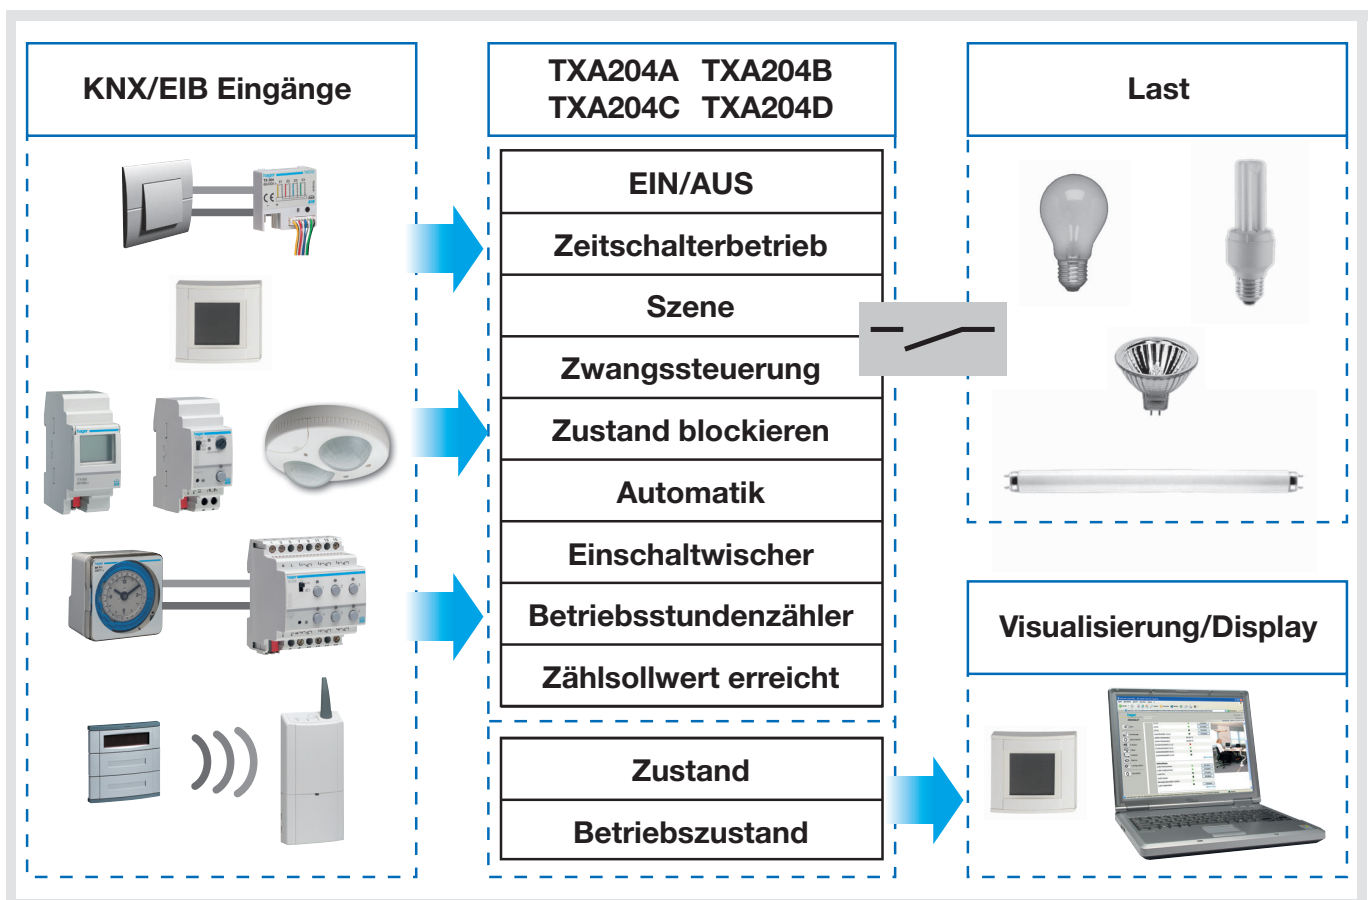 KNX/EIB Eingänge
TXA204A TXA204B
TXA204C TXA204D
Last
EIN/AUS
Zeitschalterbetrieb
Szene
Zwangssteuerung
Zustand blockieren
Automatik
Einschaltwischer
Betriebsstundenzähler
Zählsollwert erreicht
Zustand
Betriebszustand
Visualisierung/Display